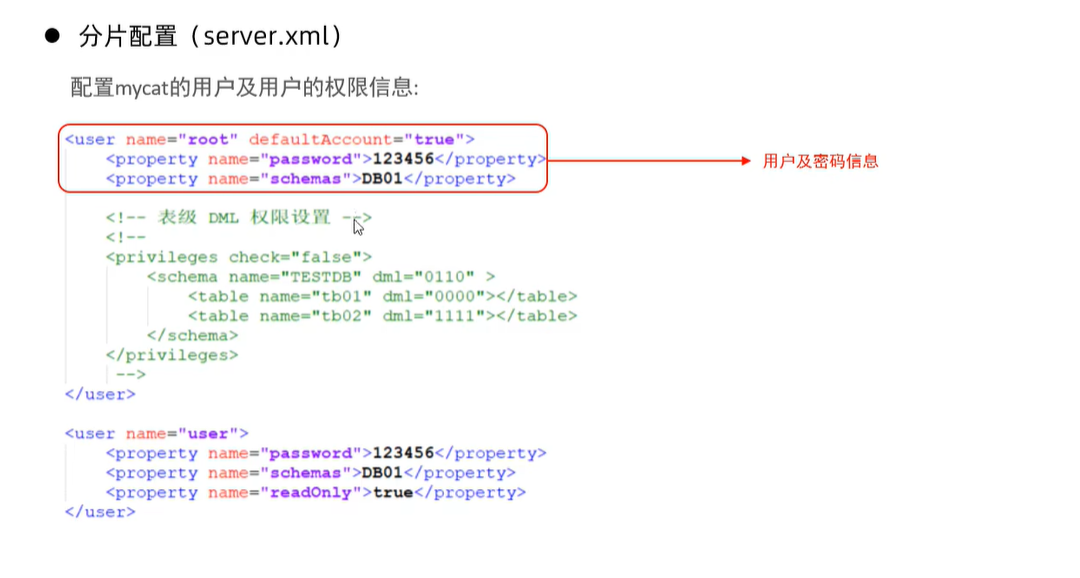 ● 分片配置（server.xml）
配置mycat的用户及用户的权限信息:
<user name="root" defaultAccount="true">
<property name="password">123456</property>
用户及密码信息
<property name="schemas">DB01</property>
<!-- 表级 DML 权限设置 -->
<!--
<privileges check="false">
<schema name="TESTDB" dml="0110" >
<table name="tb01" dml="0000"></table>
<table name="tb02" dml="1111"></table>
</schema>
</privileges>
-->
</user>
<user name="user">
<property name="password">123456</property>
<property name="schemas">DB01</property>
<property name="readOnly">true</property>
</user>